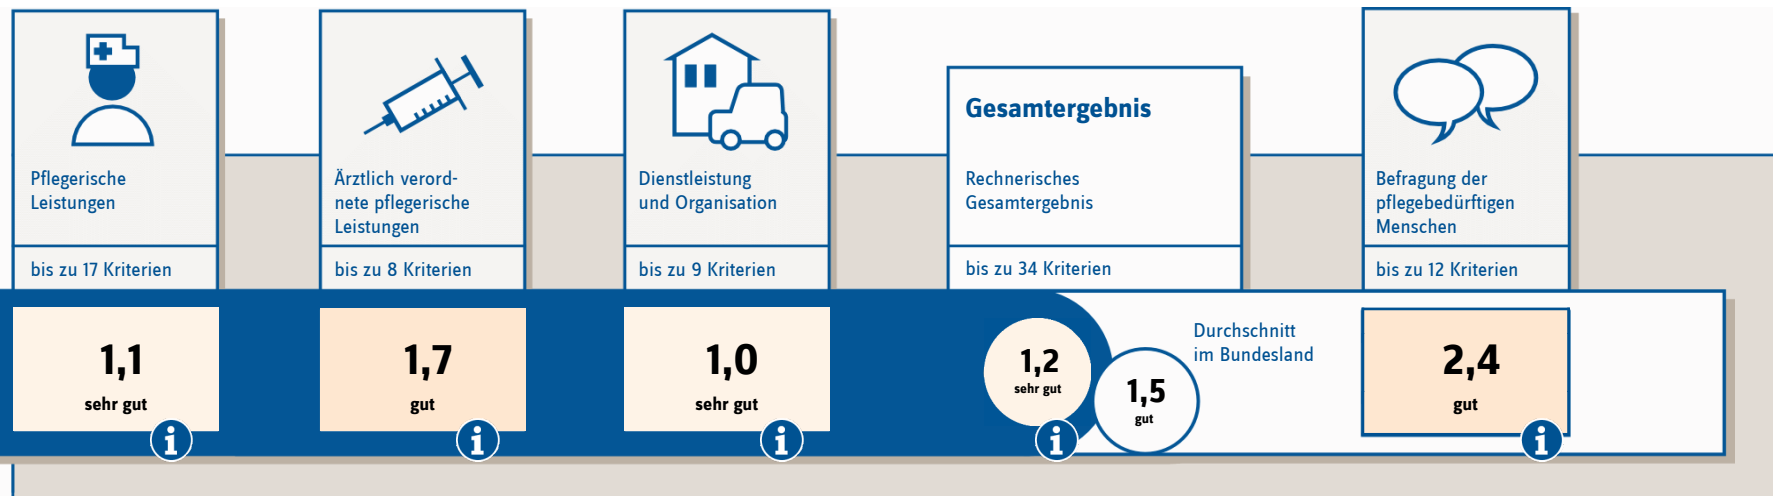 Pflegerische
Leistungen
bis zu 17 Kriterien
1,1
sehr gut
i
Ärztlich verord-
nete pflegerische
Leistungen
bis zu 8 Kriterien
1,7
gut
i
Dienstleistung
und Organisation
bis zu 9 Kriterien
1,0
sehr gut
i
Gesamtergebnis
Rechnerisches
Gesamtergebnis
bis zu 34 Kriterien
1,2
sehr gut
i
Durchschnitt
im Bundesland
1,5
gut
Befragung der
pflegebedürftigen
Menschen
bis zu 12 Kriterien
2,4
gut
i